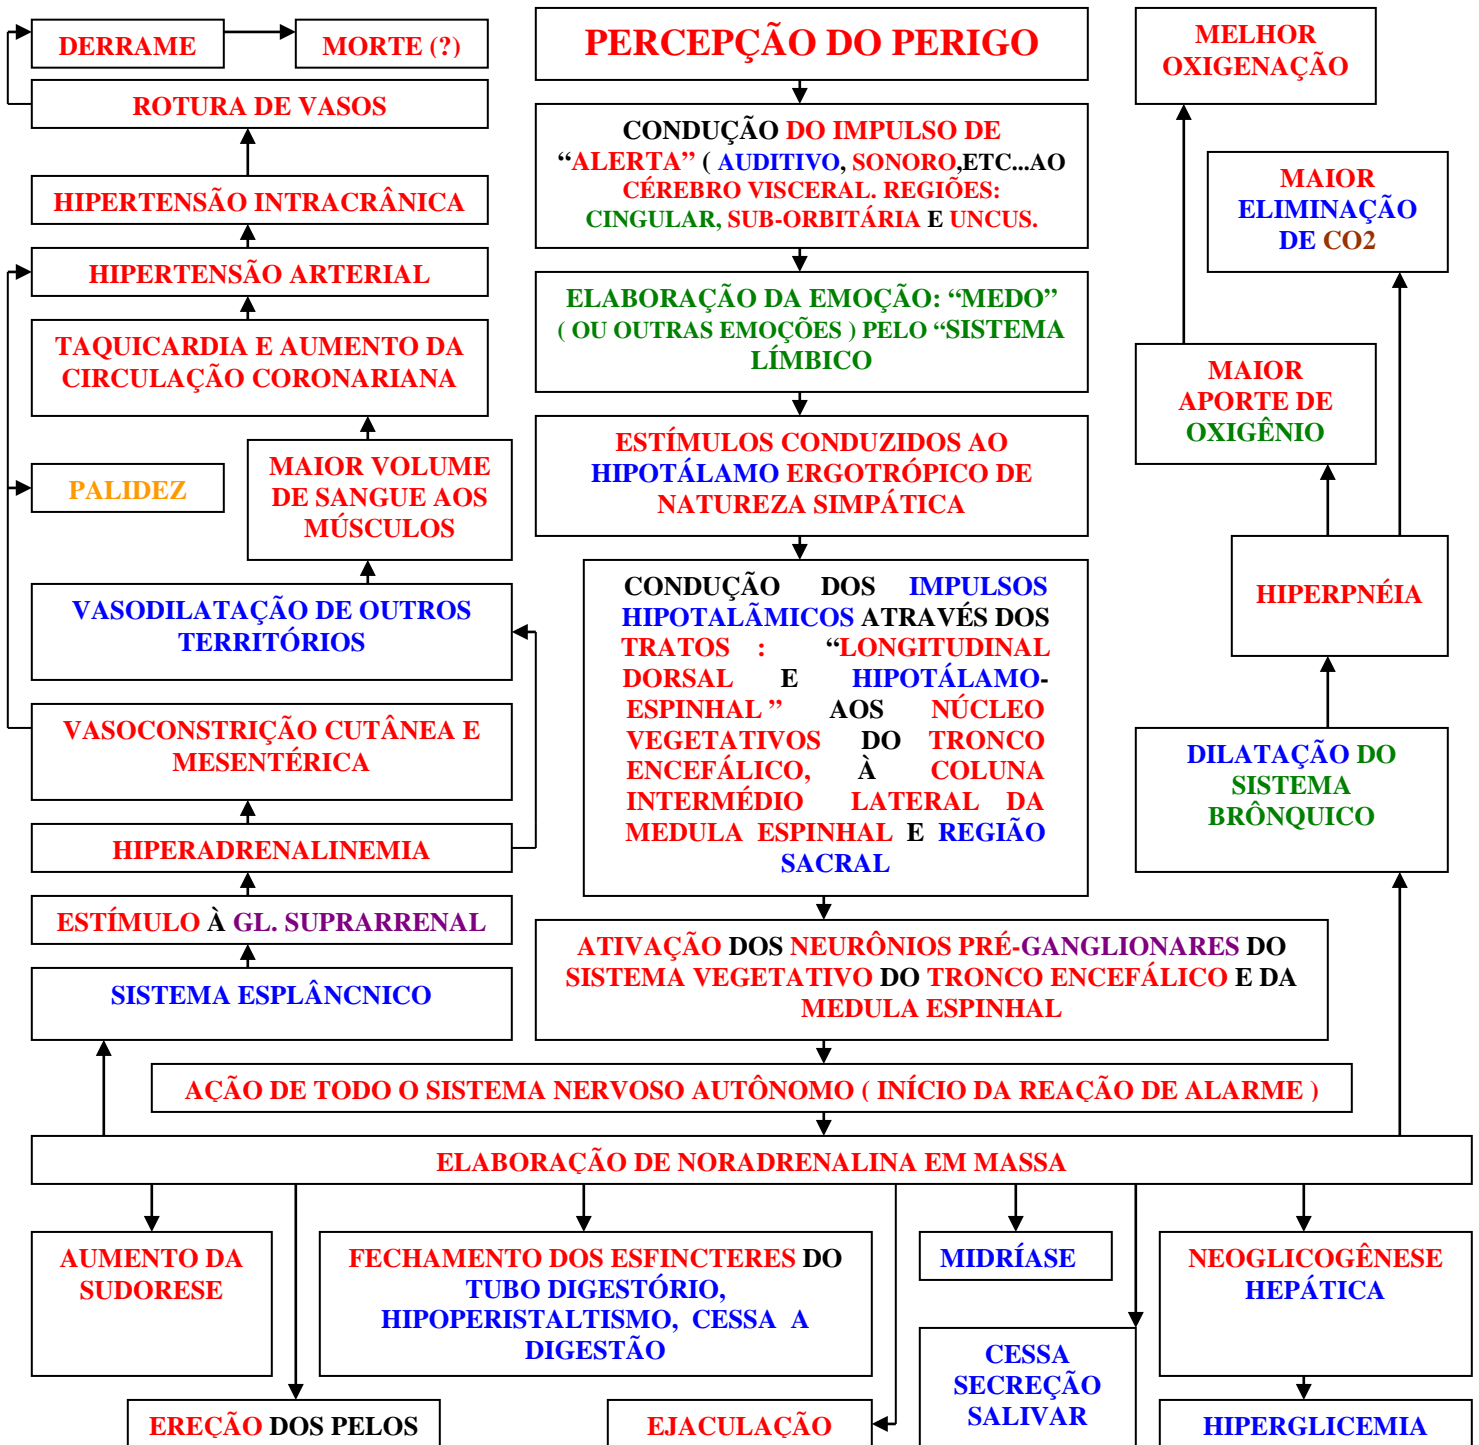 DERRAME
MORTE (?)
ROTURA DE VASOS
HIPERTENSÃO INTRACRÂNICA
HIPERTENSÃO ARTERIAL
TAQUICARDIA E AUMENTO DA
CIRCULAÇÃO CORONARIANA
PALIDEZ
MAIOR VOLUME
DE SANGUE AOS
MÚSCULOS
VASODILATAÇÃO DE OUTROS
TERRITÓRIOS
VASOCONSTRIÇÃO CUTÂNEA E
MESENTÉRICA
HIPERADRENALINEMIA
ESTÍMULO À GL. SUPRARRENAL
SISTEMA ESPLÂNCNICO
PERCEPÇÃO DO PERIGO
CONDUÇÃO DO IMPULSO DE
“ALERTA” ( AUDITIVO, SONORO,ETC...AO
CÉREBRO VISCERAL. REGIÕES:
CINGULAR, SUB-ORBITÁRIA E UNCUS.
ELABORAÇÃO DA EMOÇÃO: “MEDO”
( OU OUTRAS EMOÇÕES ) PELO “SISTEMA
LÍMBICO
ESTÍMULOS CONDUZIDOS AO
HIPOTÁLAMO ERGOTRÓPICO DE
NATUREZA SIMPÁTICA
CONDUÇÃO DOS IMPULSOS
HIPOTALÃMICOS ATRAVÉS DOS
TRATOS : “LONGITUDINAL
DORSAL E HIPOTÁLAMO-
ESPINHAL ” AOS NÚCLEO
VEGETATIVOS DO TRONCO
ENCEFÁLICO, À COLUNA
INTERMÉDIO LATERAL DA
MEDULA ESPINHAL E REGIÃO
SACRAL
ATIVAÇÃO DOS NEURÔNIOS PRÉ-GANGLIONARES DO
SISTEMA VEGETATIVO DO TRONCO ENCEFÁLICO E DA
MEDULA ESPINHAL
MELHOR
OXIGENAÇÃO
MAIOR
ELIMINAÇÃO
DE CO2
MAIOR
APORTE DE
OXIGÊNIO
HIPERPNÉIA
DILATAÇÃO DO
SISTEMA
BRÔNQUICO
AÇÃO DE TODO O SISTEMA NERVOSO AUTÔNOMO ( INÍCIO DA REAÇÃO DE ALARME )
ELABORAÇÃO DE NORADRENALINA EM MASSA
AUMENTO DA
SUDORESE
FECHAMENTO DOS ESFINCTERES DO
TUBO DIGESTÓRIO,
HIPOPERISTALTISMO, CESSA A
DIGESTÃO
MIDRÍASE
NEOGLICOGÊNESE
HEPÁTICA
CESSA
SECREÇÃO
SALIVAR
EREÇÃO DOS PELOS
EJACULAÇÃO
HIPERGLICEMIA